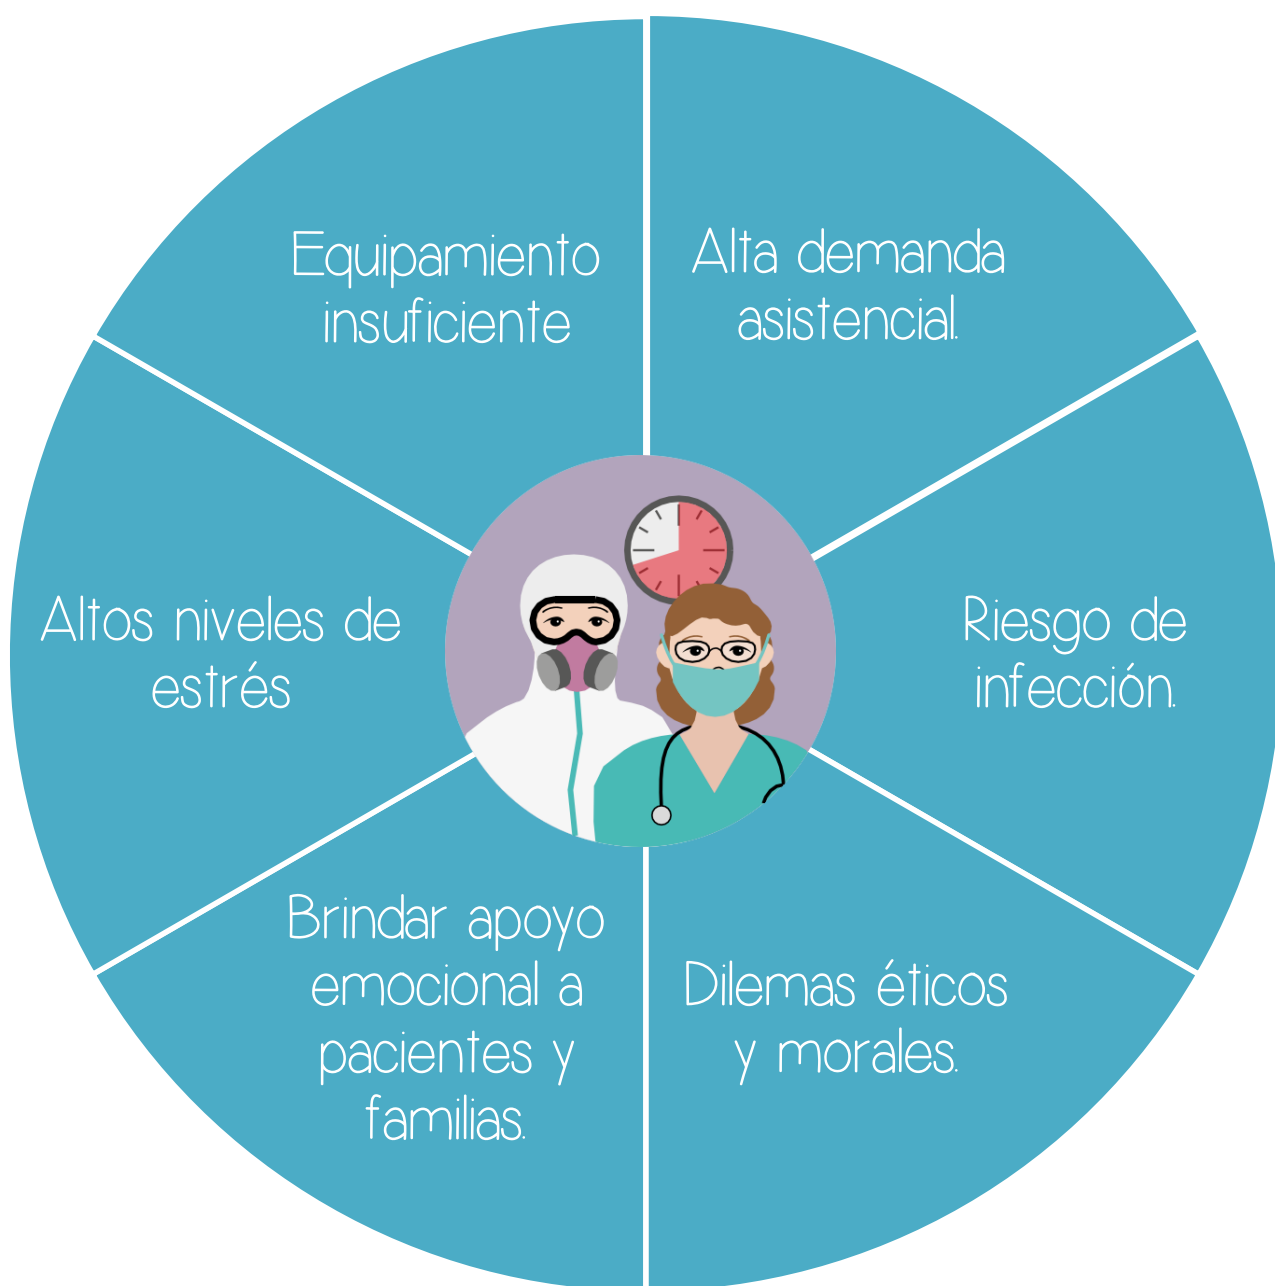 Equipamiento
insuficiente
Alta demanda
asistencial.
Altos niveles de
estrés
Riesgo de
infección.
Brindar apoyo
emocional a
pacientes y
familias.
Dilemas éticos
y morales.